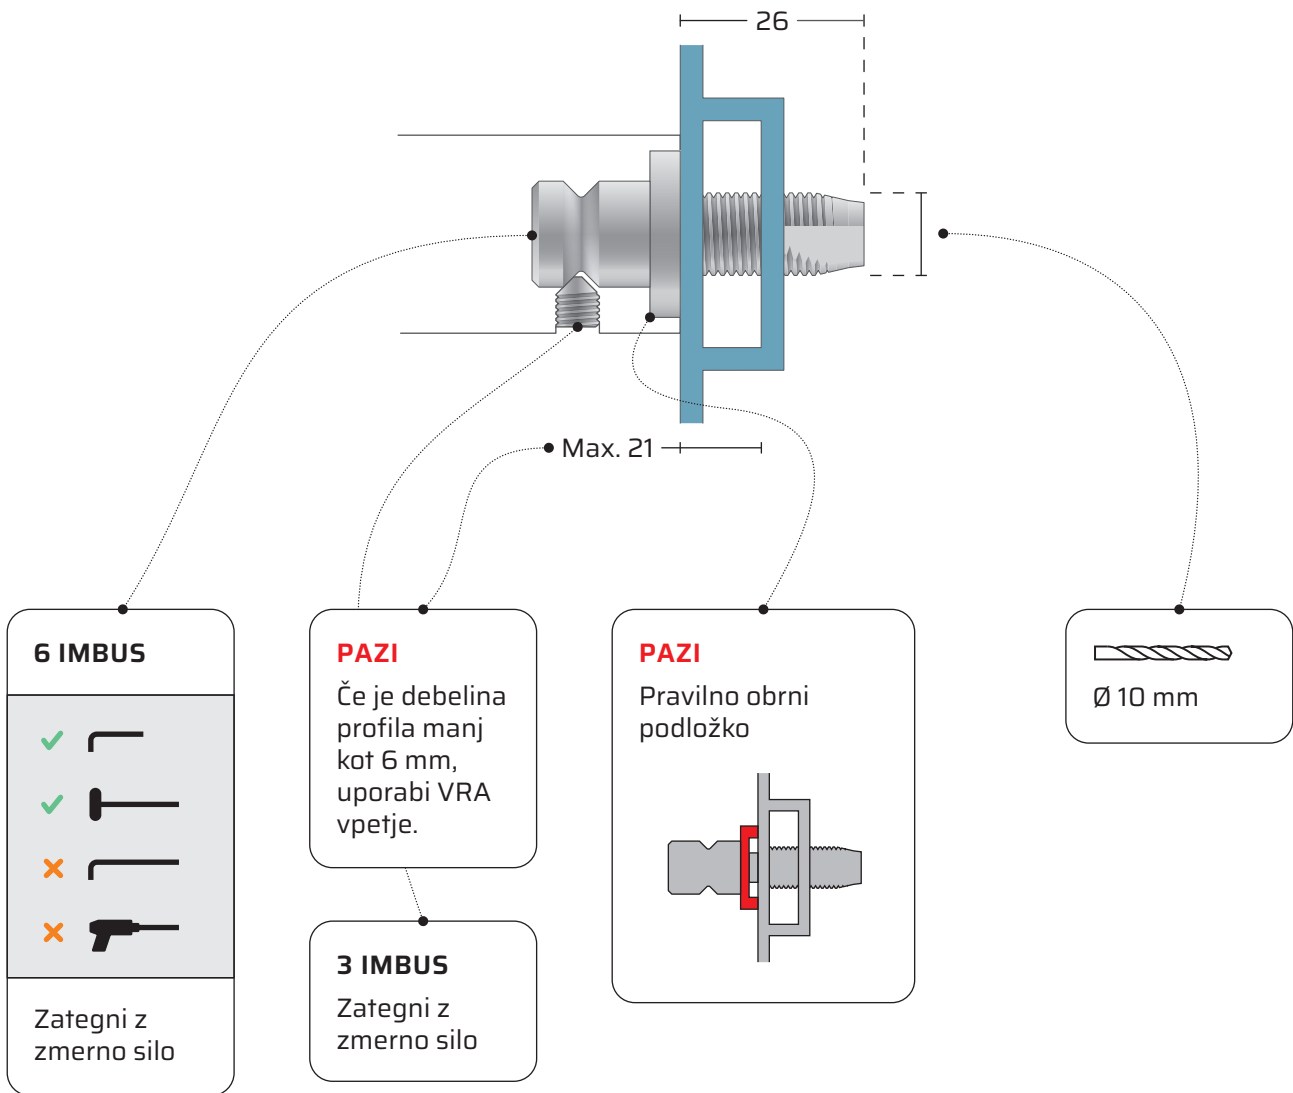 26
Max. 21
6 IMBUS
Zategni z
zmerno silo
PAZI
Če je debelina
profila manj
kot 6 mm,
uporabi VRA
vpetje.
3 IMBUS
Zategni z
zmerno silo
PAZI
Pravilno obrni
podložko
Ø 10 mm